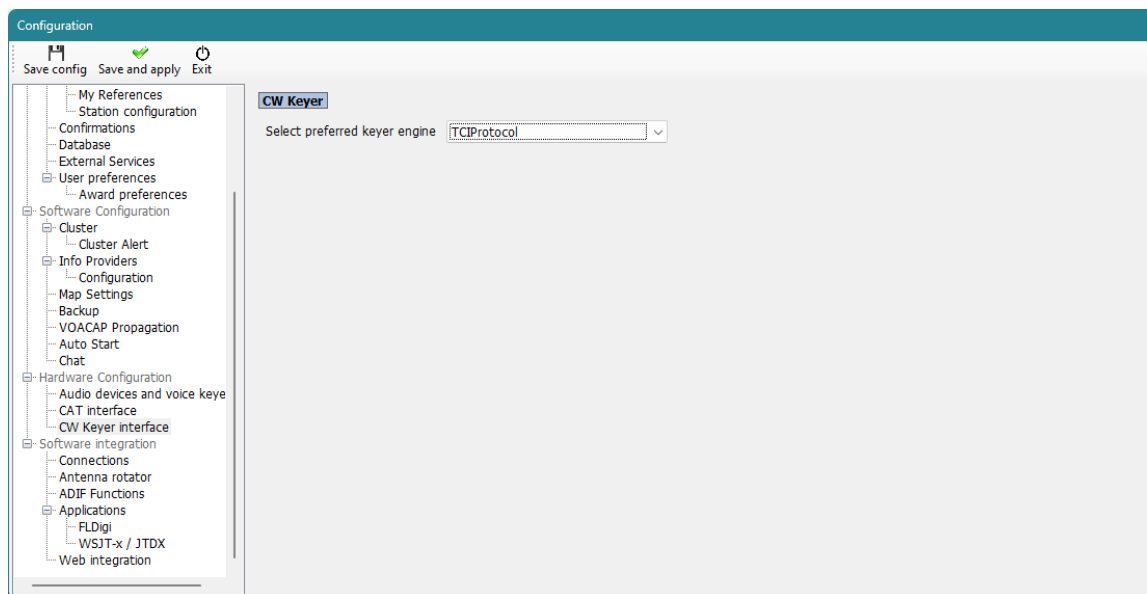 Configuration
Save config Save and apply Exit
My References
Station configuration
Confirmations
Database
External Services
User preferences
Award preferences
Software Configuration
Cluster
Cluster Alert
Info Providers
Configuration
Map Settings
Backup
VOACAP Propagation
Auto Start
Chat
Hardware Configuration
Audio devices and voice keye
CAT interface
CW Keyer interface
Software integration
Connections
Antenna rotator
ADIF Functions
Applications
FLDigi
WSJT-x / JTDX
Web integration
CW Keyer
Select preferred keyer engine TCIProtocol